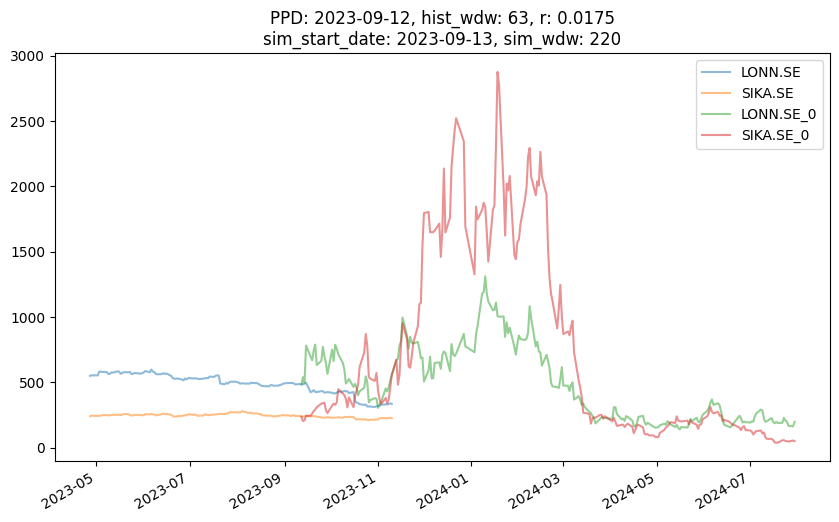 PPD: 2023-09-12, hist_wdw: 63, r: 0.0175
sim_start_date: 2023-09-13, sim_wdw: 220
3000
2500
2000
1500
1000
500
0
LONN.SE
SIKA.SE
LONN.SE_0
SIKA.SE_0
2023-05
2023-07
2023-09
2023-11
2024-01
2024-03
2024-05
2024-07